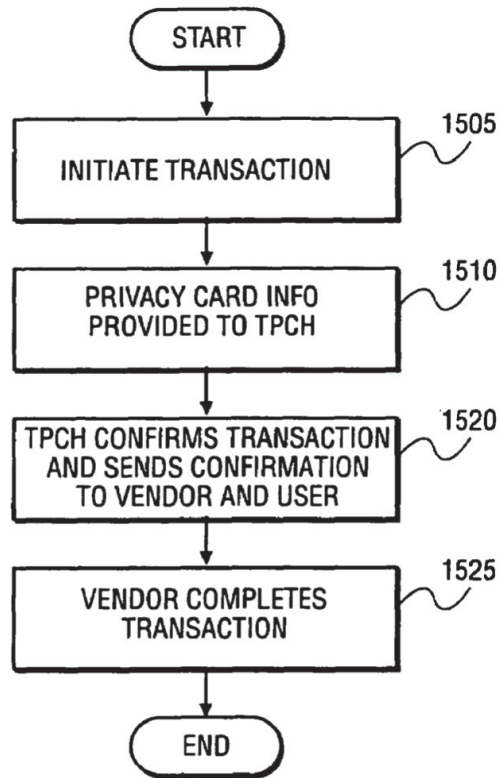 START
1505
INITIATE TRANSACTION
1510
PRIVACY CARD INFO
PROVIDED TO TPCH
1520
TPCH CONFIRMS TRANSACTION
AND SENDS CONFIRMATION
TO VENDOR AND USER
1525
VENDOR COMPLETES
TRANSACTION
END